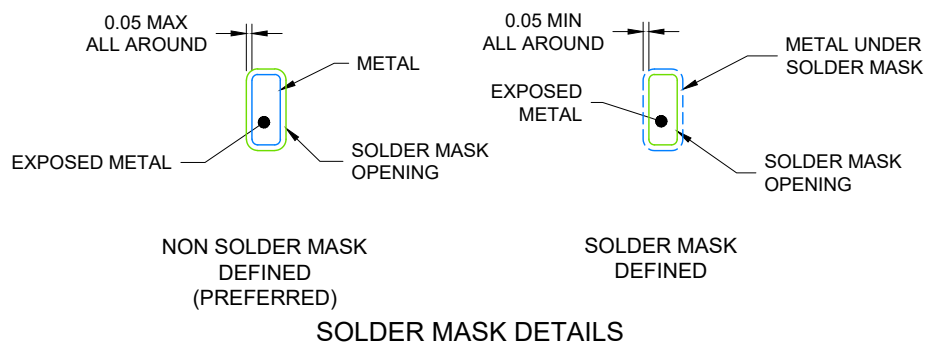 0.05 MAX
ALL AROUND
METAL
EXPOSED METAL
SOLDER MASK
OPENING
NON SOLDER MASK
DEFINED
(PREFERRED)
0.05 MIN
ALL AROUND
METAL UNDER
SOLDER MASK
EXPOSED
METAL
SOLDER MASK
OPENING
SOLDER MASK
DEFINED
SOLDER MASK DETAILS